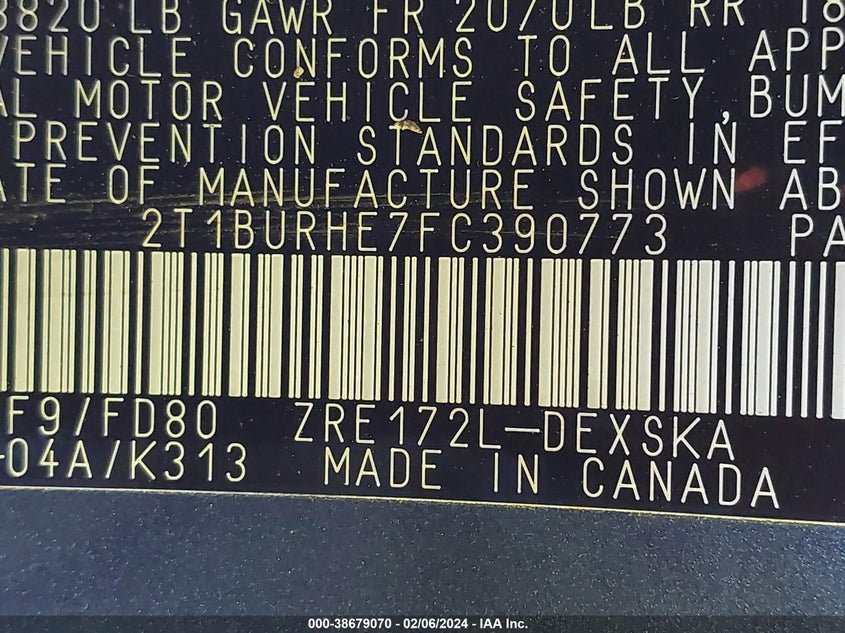 3820 LB GAWR FR 2070LB RR 18
VEHICLE CONFORMS TO ALL APP
AL MOTOR VEHICLE SAFETY, BUM
PREVENTION STANDARDS IN EF
ATE OF MANUFACTURE SHOWN AB
2T1BURHE7FC390773 PA
F9/FD80 ZRE172L-DEXSKA
-04A/K313 MADE IN CANADA
000-38679070 - 02/06/2024 - IAA Inc.